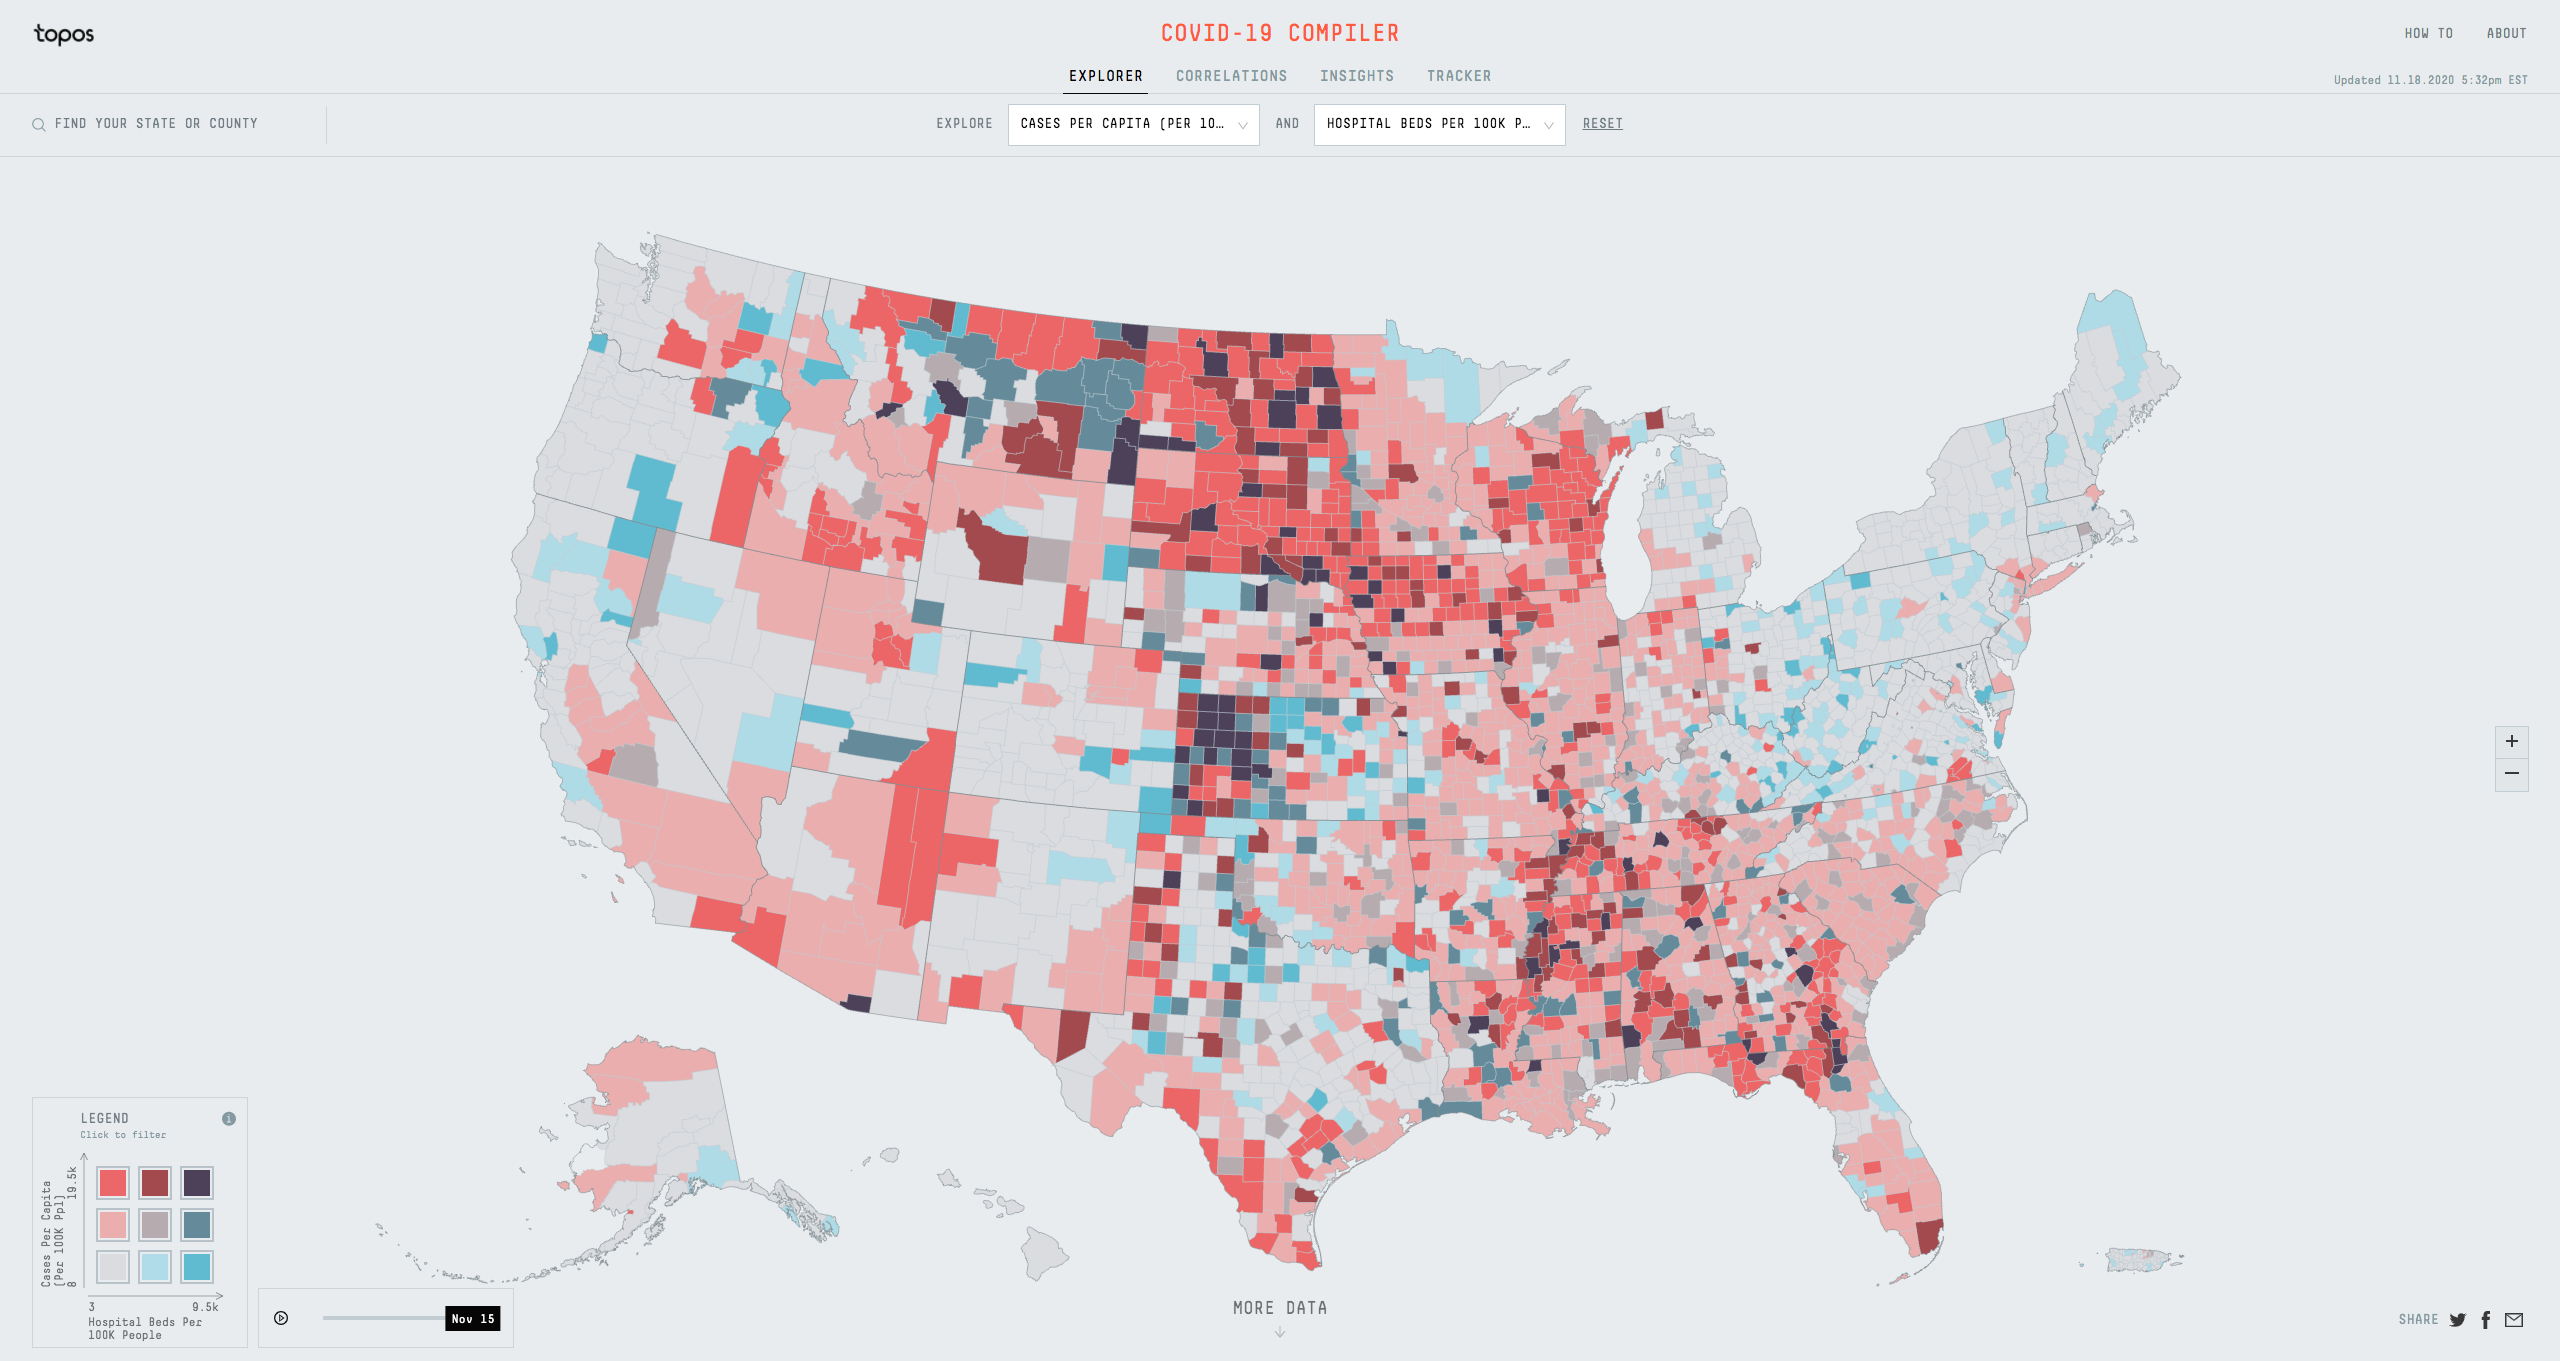 topos
COVID-19 COMPILER
HOW TO ABOUT
EXPLORER CORRELATIONS INSIGHTS TRACKER
Updated 11.18.2020 5:32pm EST
FIND YOUR STATE OR COUNTY
EXPLORE CASES PER CAPITA (PER 10… AND HOSPITAL BEDS PER 100K P… RESET
+
−
LEGEND i
Click to filter
Cases Per Capita
(Per 100K Ppl)
19.5k
8
3 9.5k
Hospital Beds Per
100K People
Nov 15
MORE DATA
SHARE